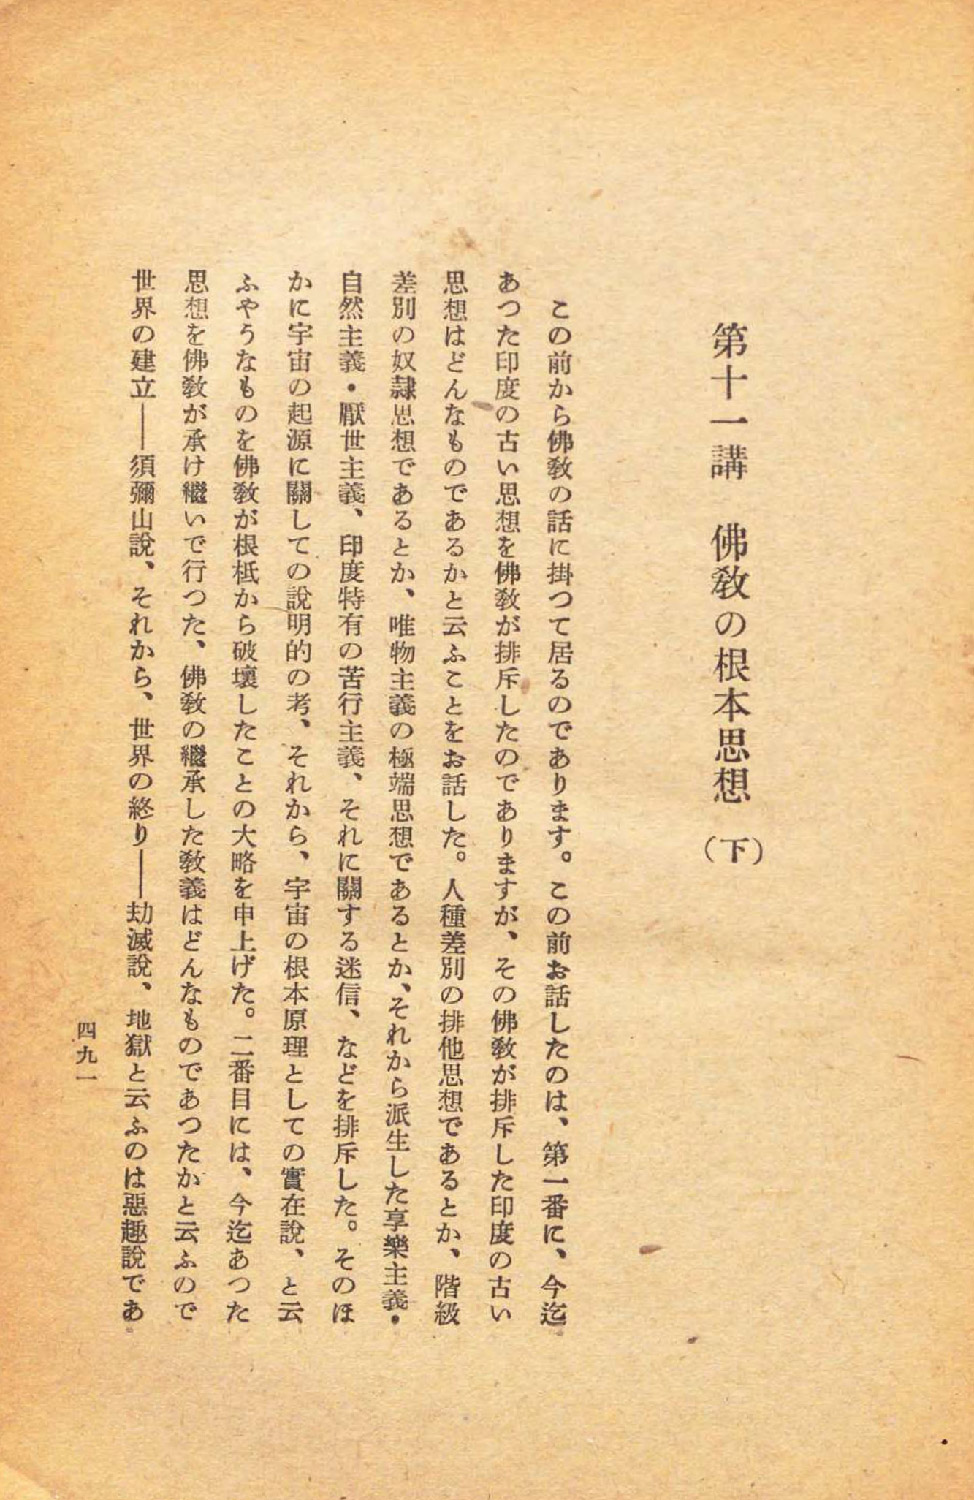 第十一講　佛敎の根本思想（下）
この前から佛敎の話に掛つて居るのであります。この前お話したのは、第一番に、今迄
あつた印度の古い思想を佛敎が排斥したのでありますが、その佛敎が排斥した印度の古い
思想はどんなものであるかと云ふことをお話した。人種差別の排他思想であるとか、階級
差別の奴隷思想であるとか、唯物主義の極端思想であるとか、それから派生した享樂主義・
自然主義・厭世主義、印度特有の苦行主義、それに關する迷信、などを排斥した。そのほ
かに宇宙の起源に關しての說明的の考、それから、宇宙の根本原理としての實在說、と云
ふやうなものを佛敎が根柢から破壞したことの大略を申上げた。二番目には、今迄あつた
思想を佛敎が承け繼いで行つた、佛敎の繼承した敎義はどんなものであつたかと云ふので
世界の建立――須彌山說、それから、世界の終り――劫滅說、地獄と云ふのは惡趣說であ
四九一